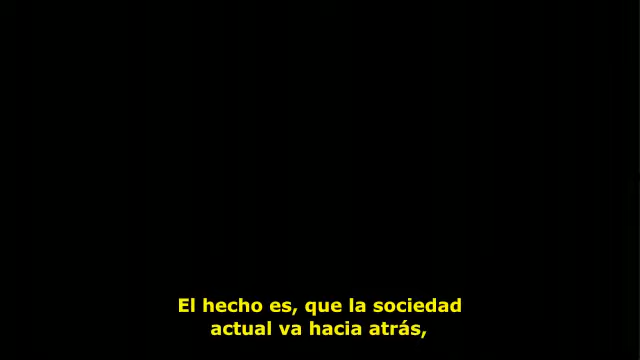 El hecho es, que la sociedad
actual va hacia atrás,